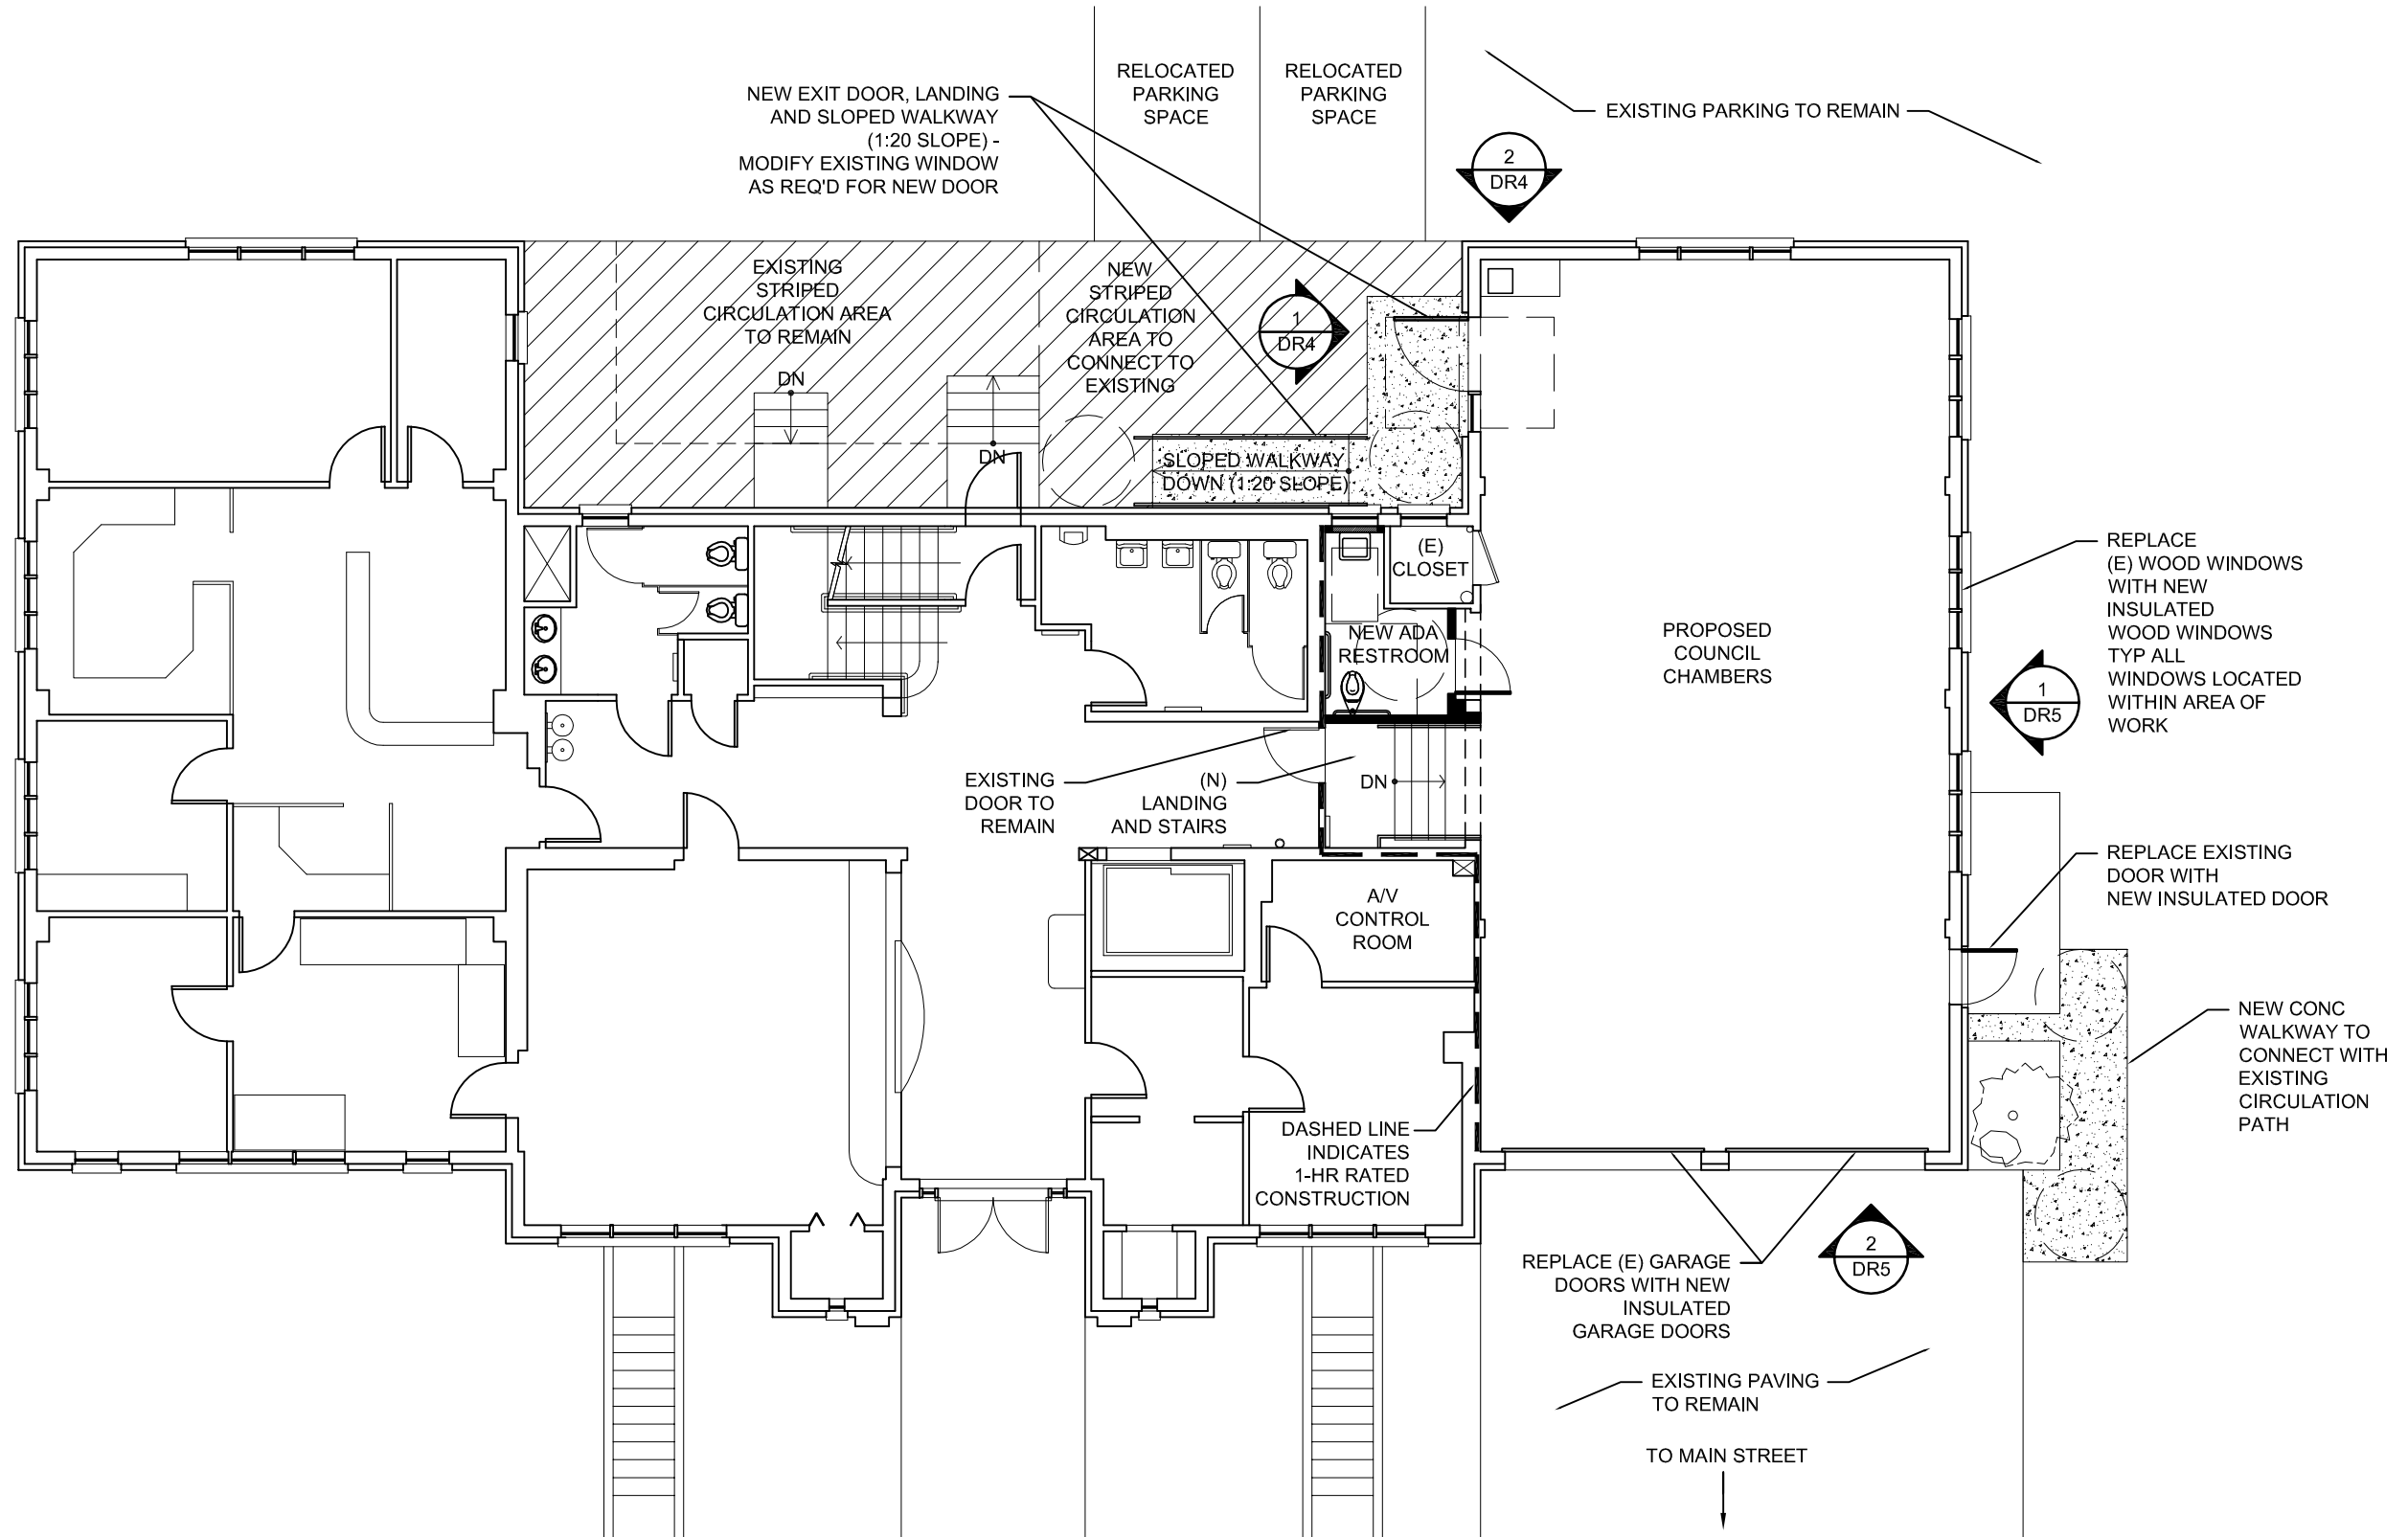 RELOCATED
PARKING
SPACE
RELOCATED
PARKING
SPACE
NEW EXIT DOOR, LANDING
AND SLOPED WALKWAY
(1:20 SLOPE) -
MODIFY EXISTING WINDOW
AS REQ'D FOR NEW DOOR
EXISTING PARKING TO REMAIN
2
DR4
EXISTING
STRIPED
CIRCULATION AREA
TO REMAIN
NEW
STRIPED
CIRCULATION
AREA TO
CONNECT TO
EXISTING
1
DR4
DN
DN
SLOPED WALKWAY
DOWN (1:20 SLOPE)
(E)
CLOSET
NEW ADA
RESTROOM
PROPOSED
COUNCIL
CHAMBERS
REPLACE
(E) WOOD WINDOWS
WITH NEW
INSULATED
WOOD WINDOWS
TYP ALL
WINDOWS LOCATED
WITHIN AREA OF
WORK
1
DR5
EXISTING
DOOR TO
REMAIN
(N)
LANDING
AND STAIRS
DN
REPLACE EXISTING
DOOR WITH
NEW INSULATED DOOR
A/V
CONTROL
ROOM
NEW CONC
WALKWAY TO
CONNECT WITH
EXISTING
CIRCULATION
PATH
DASHED LINE
INDICATES
1-HR RATED
CONSTRUCTION
REPLACE (E) GARAGE
DOORS WITH NEW
INSULATED
GARAGE DOORS
2
DR5
EXISTING PAVING
TO REMAIN
TO MAIN STREET